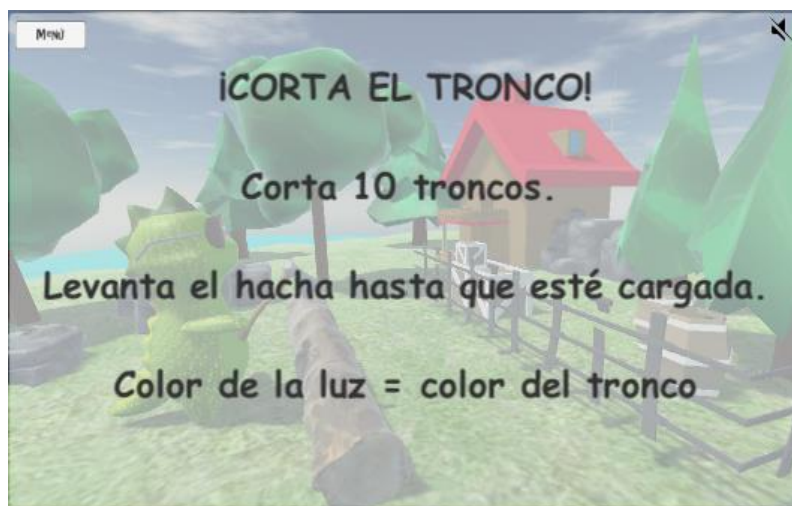 Menú
¡CORTA EL TRONCO!
Corta 10 troncos.
Levanta el hacha hasta que esté cargada.
Color de la luz = color del tronco